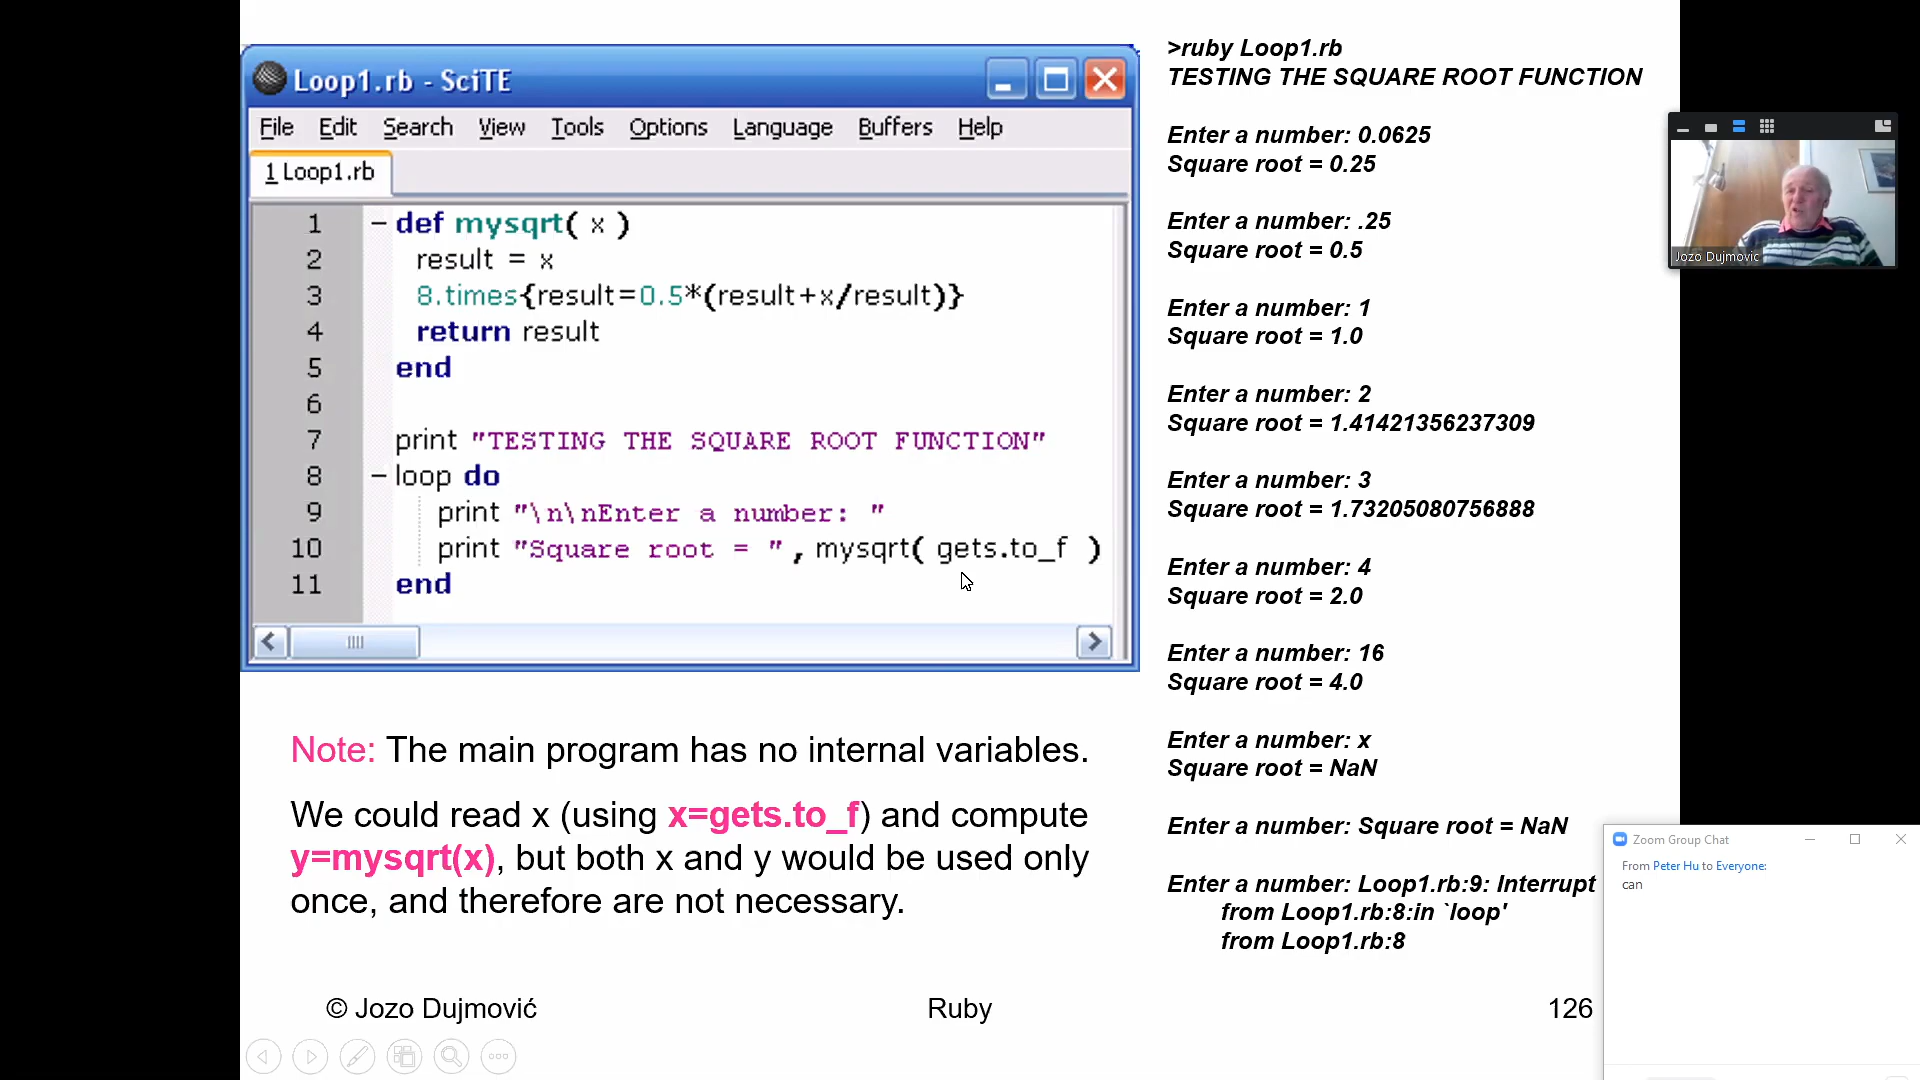 Loop1.rb - SciTE
File Edit Search View Tools Options Language Buffers Help
1 Loop1.rb
1 def mysqrt( x )
2 result = x
3 8.times{result=0.5*(result+x/result)}
4 return result
5 end
6
7 print "TESTING THE SQUARE ROOT FUNCTION"
8 loop do
9 print "\n\nEnter a number: "
10 print "Square root = ", mysqrt( gets.to_f )
11 end
Note: The main program has no internal variables.
We could read x (using x=gets.to_f) and compute
y=mysqrt(x), but both x and y would be used only
once, and therefore are not necessary.
>ruby Loop1.rb
TESTING THE SQUARE ROOT FUNCTION
Enter a number: 0.0625
Square root = 0.25
Enter a number: .25
Square root = 0.5
Enter a number: 1
Square root = 1.0
Enter a number: 2
Square root = 1.41421356237309
Enter a number: 3
Square root = 1.73205080756888
Enter a number: 4
Square root = 2.0
Enter a number: 16
Square root = 4.0
Enter a number: x
Square root = NaN
Enter a number: Square root = NaN
Enter a number: Loop1.rb:9: Interrupt
from Loop1.rb:8:in `loop'
from Loop1.rb:8
© Jozo Dujmović
Ruby
126
Jozo Dujmovic
Zoom Group Chat
From Peter Hu to Everyone:
can